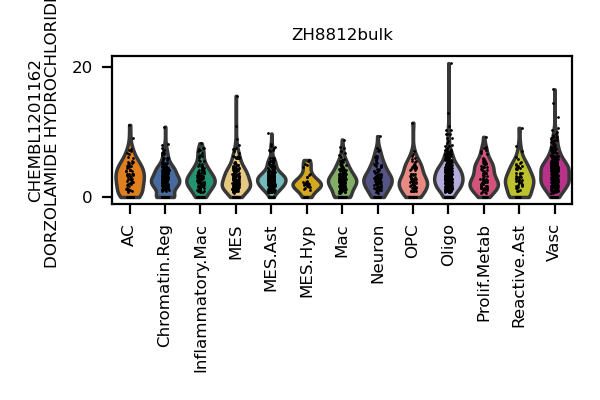 ZH8812bulk
CHEMBL1201162
DORZOLAMIDE HYDROCHLORIDE
20
0
AC
Chromatin.Reg
Inflammatory.Mac
MES
MES.Ast
MES.Hyp
Mac
Neuron
OPC
Oligo
Prolif.Metab
Reactive.Ast
Vasc